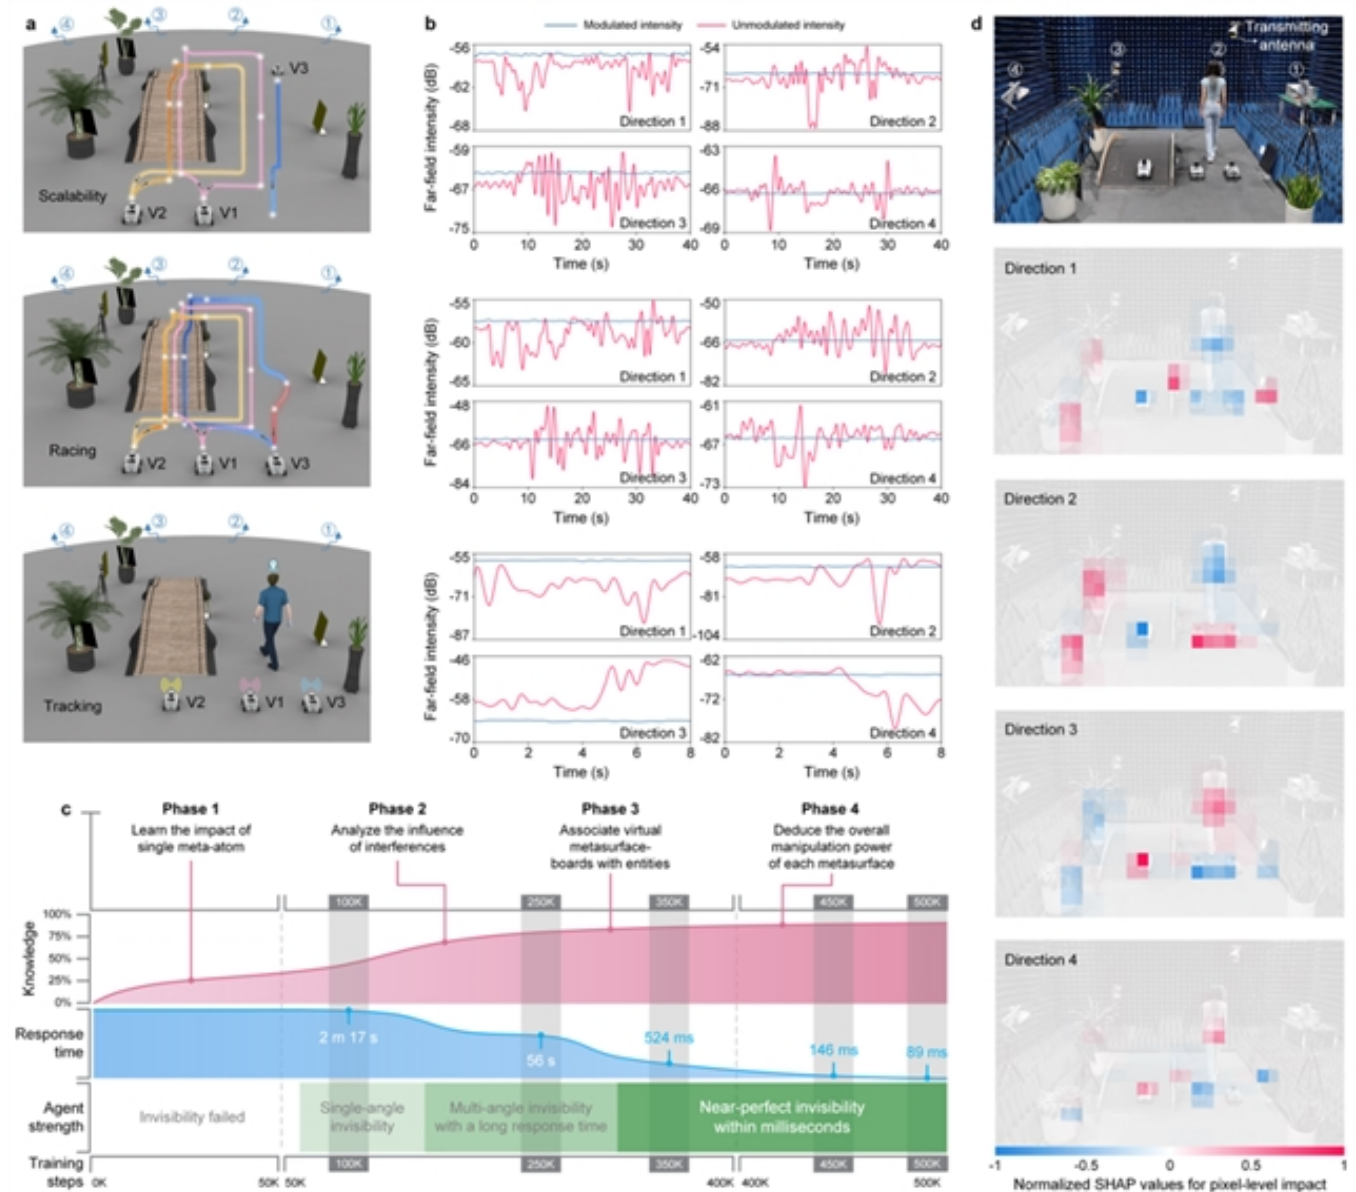 a
④
③
②
①
V3
Scalability
V2
V1
④
③
②
①
Racing
V2
V1
V3
④
③
②
①
Tracking
V2
V1
V3
b
Modulated intensity
Unmodulated intensity
Far-field intensity (dB)
-56
-62
-68
Direction 1
-54
-71
-88
Direction 2
-59
-67
-75
Direction 3
0 10 20 30 40
Time (s)
-63
-66
-69
Direction 4
0 10 20 30 40
Time (s)
Far-field intensity (dB)
-55
-60
-65
Direction 1
-50
-66
-82
Direction 2
-48
-66
-84
Direction 3
0 10 20 30 40
Time (s)
-61
-67
-73
Direction 4
0 10 20 30 40
Time (s)
Far-field intensity (dB)
-55
-71
-87
Direction 1
-58
-81
-104
Direction 2
-46
-58
-70
Direction 3
0 2 4 6 8
Time (s)
-62
-72
-82
Direction 4
0 2 4 6 8
Time (s)
c
Phase 1
Learn the impact of
single meta-atom
Phase 2
Analyze the influence
of interferences
Phase 3
Associate virtual
metasurface-
boards with entities
Phase 4
Deduce the overall
manipulation power
of each metasurface
100K 250K 350K 450K 500K
Knowledge
100%
75%
50%
25%
0%
Response
time
2 m 17 s
56 s
524 ms
146 ms
89 ms
Agent
strength
Invisibility failed
Single-angle
invisibility
Multi-angle invisibility
with a long response time
Near-perfect invisibility
within milliseconds
Training
steps
100K 250K 350K 450K 500K
0K 50K 50K 400K 400K 500K
d
Transmitting
antenna
④
③
②
①
Direction 1
Direction 2
Direction 3
Direction 4
-1 -0.5 0 0.5 1
Normalized SHAP values for pixel-level impact